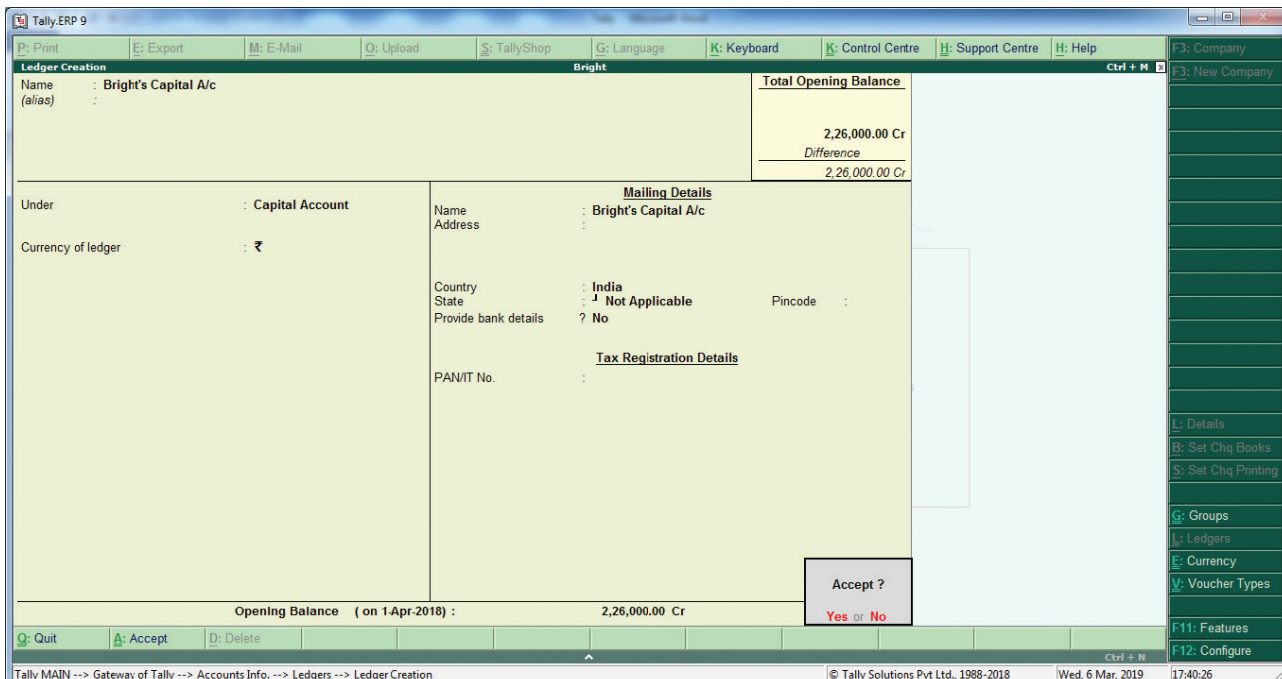 Tally.ERP 9
P: Print E: Export M: E-Mail O: Upload S: TallyShop G: Language K: Keyboard K: Control Centre H: Support Centre H: Help F3: Company
Ledger Creation Bright Ctrl + M x F3: New Company
Name : Bright's Capital A/c Total Opening Balance
(alias) :
2,26,000.00 Cr
Difference
2,26,000.00 Cr
Mailing Details
Under : Capital Account Name : Bright's Capital A/c
Address :
Currency of ledger : ₹
Country : India
State : ┘ Not Applicable Pincode :
Provide bank details ? No
Tax Registration Details
PAN/IT No. :
L: Details
B: Set Chq Books
S: Set Chq Printing
G: Groups
L: Ledgers
E: Currency
Accept ? V: Voucher Types
Opening Balance ( on 1-Apr-2018) : 2,26,000.00 Cr Yes or No
F11: Features
Q: Quit A: Accept D: Delete
F12: Configure
Ctrl + N
Tally MAIN --> Gateway of Tally --> Accounts Info. --> Ledgers --> Ledger Creation © Tally Solutions Pvt Ltd., 1988-2018 Wed, 6 Mar, 2019 17:40:26